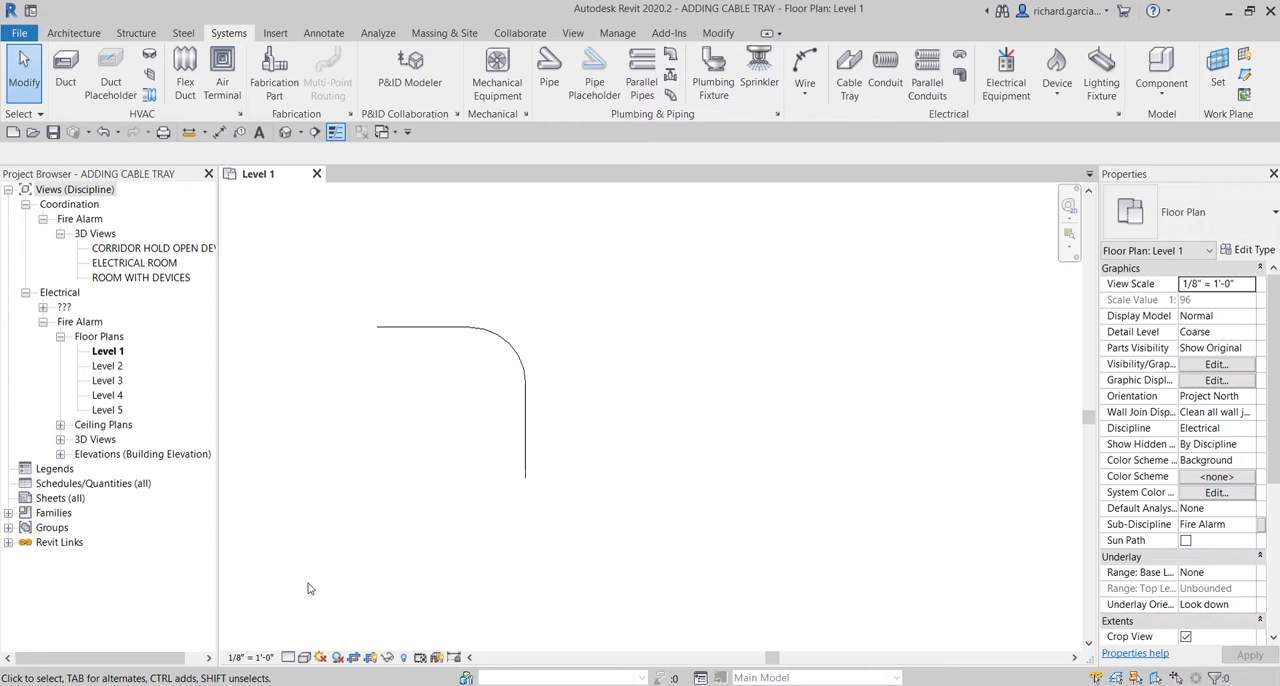 Autodesk Revit 2020.2 - ADDING CABLE TRAY - Floor Plan: Level 1
richard.garcia...
File Architecture Structure Steel Systems Insert Annotate Analyze Massing & Site Collaborate View Manage Add-Ins Modify
Modify
Duct
Duct Placeholder
Flex Duct
Air Terminal
Fabrication Part
Multi-Point Routing
P&ID Modeler
Mechanical Equipment
Pipe
Pipe Placeholder
Parallel Pipes
Plumbing Fixture
Sprinkler
Wire
Cable Tray
Conduit
Parallel Conduits
Electrical Equipment
Device
Lighting Fixture
Component
Set
Select HVAC Fabrication P&ID Collaboration Mechanical Plumbing & Piping Electrical Model Work Plane
Project Browser - ADDING CABLE TRAY
Views (Discipline)
Coordination
Fire Alarm
3D Views
CORRIDOR HOLD OPEN DEV
ELECTRICAL ROOM
ROOM WITH DEVICES
Electrical
???
Fire Alarm
Floor Plans
Level 1
Level 2
Level 3
Level 4
Level 5
Ceiling Plans
3D Views
Elevations (Building Elevation)
Legends
Schedules/Quantities (all)
Sheets (all)
Families
Groups
Revit Links
Level 1
1/8" = 1'-0"
Properties
Floor Plan
Floor Plan: Level 1 Edit Type
Graphics
View Scale 1/8" = 1'-0"
Scale Value 1: 96
Display Model Normal
Detail Level Coarse
Parts Visibility Show Original
Visibility/Grap... Edit...
Graphic Displ... Edit...
Orientation Project North
Wall Join Disp... Clean all wall j...
Discipline Electrical
Show Hidden ... By Discipline
Color Scheme ... Background
Color Scheme <none>
System Color ... Edit...
Default Analys... None
Sub-Discipline Fire Alarm
Sun Path
Underlay
Range: Base L... None
Range: Top Le... Unbounded
Underlay Orie... Look down
Extents
Crop View
Properties help Apply
Click to select, TAB for alternates, CTRL adds, SHIFT unselects.
:0
Main Model
:0